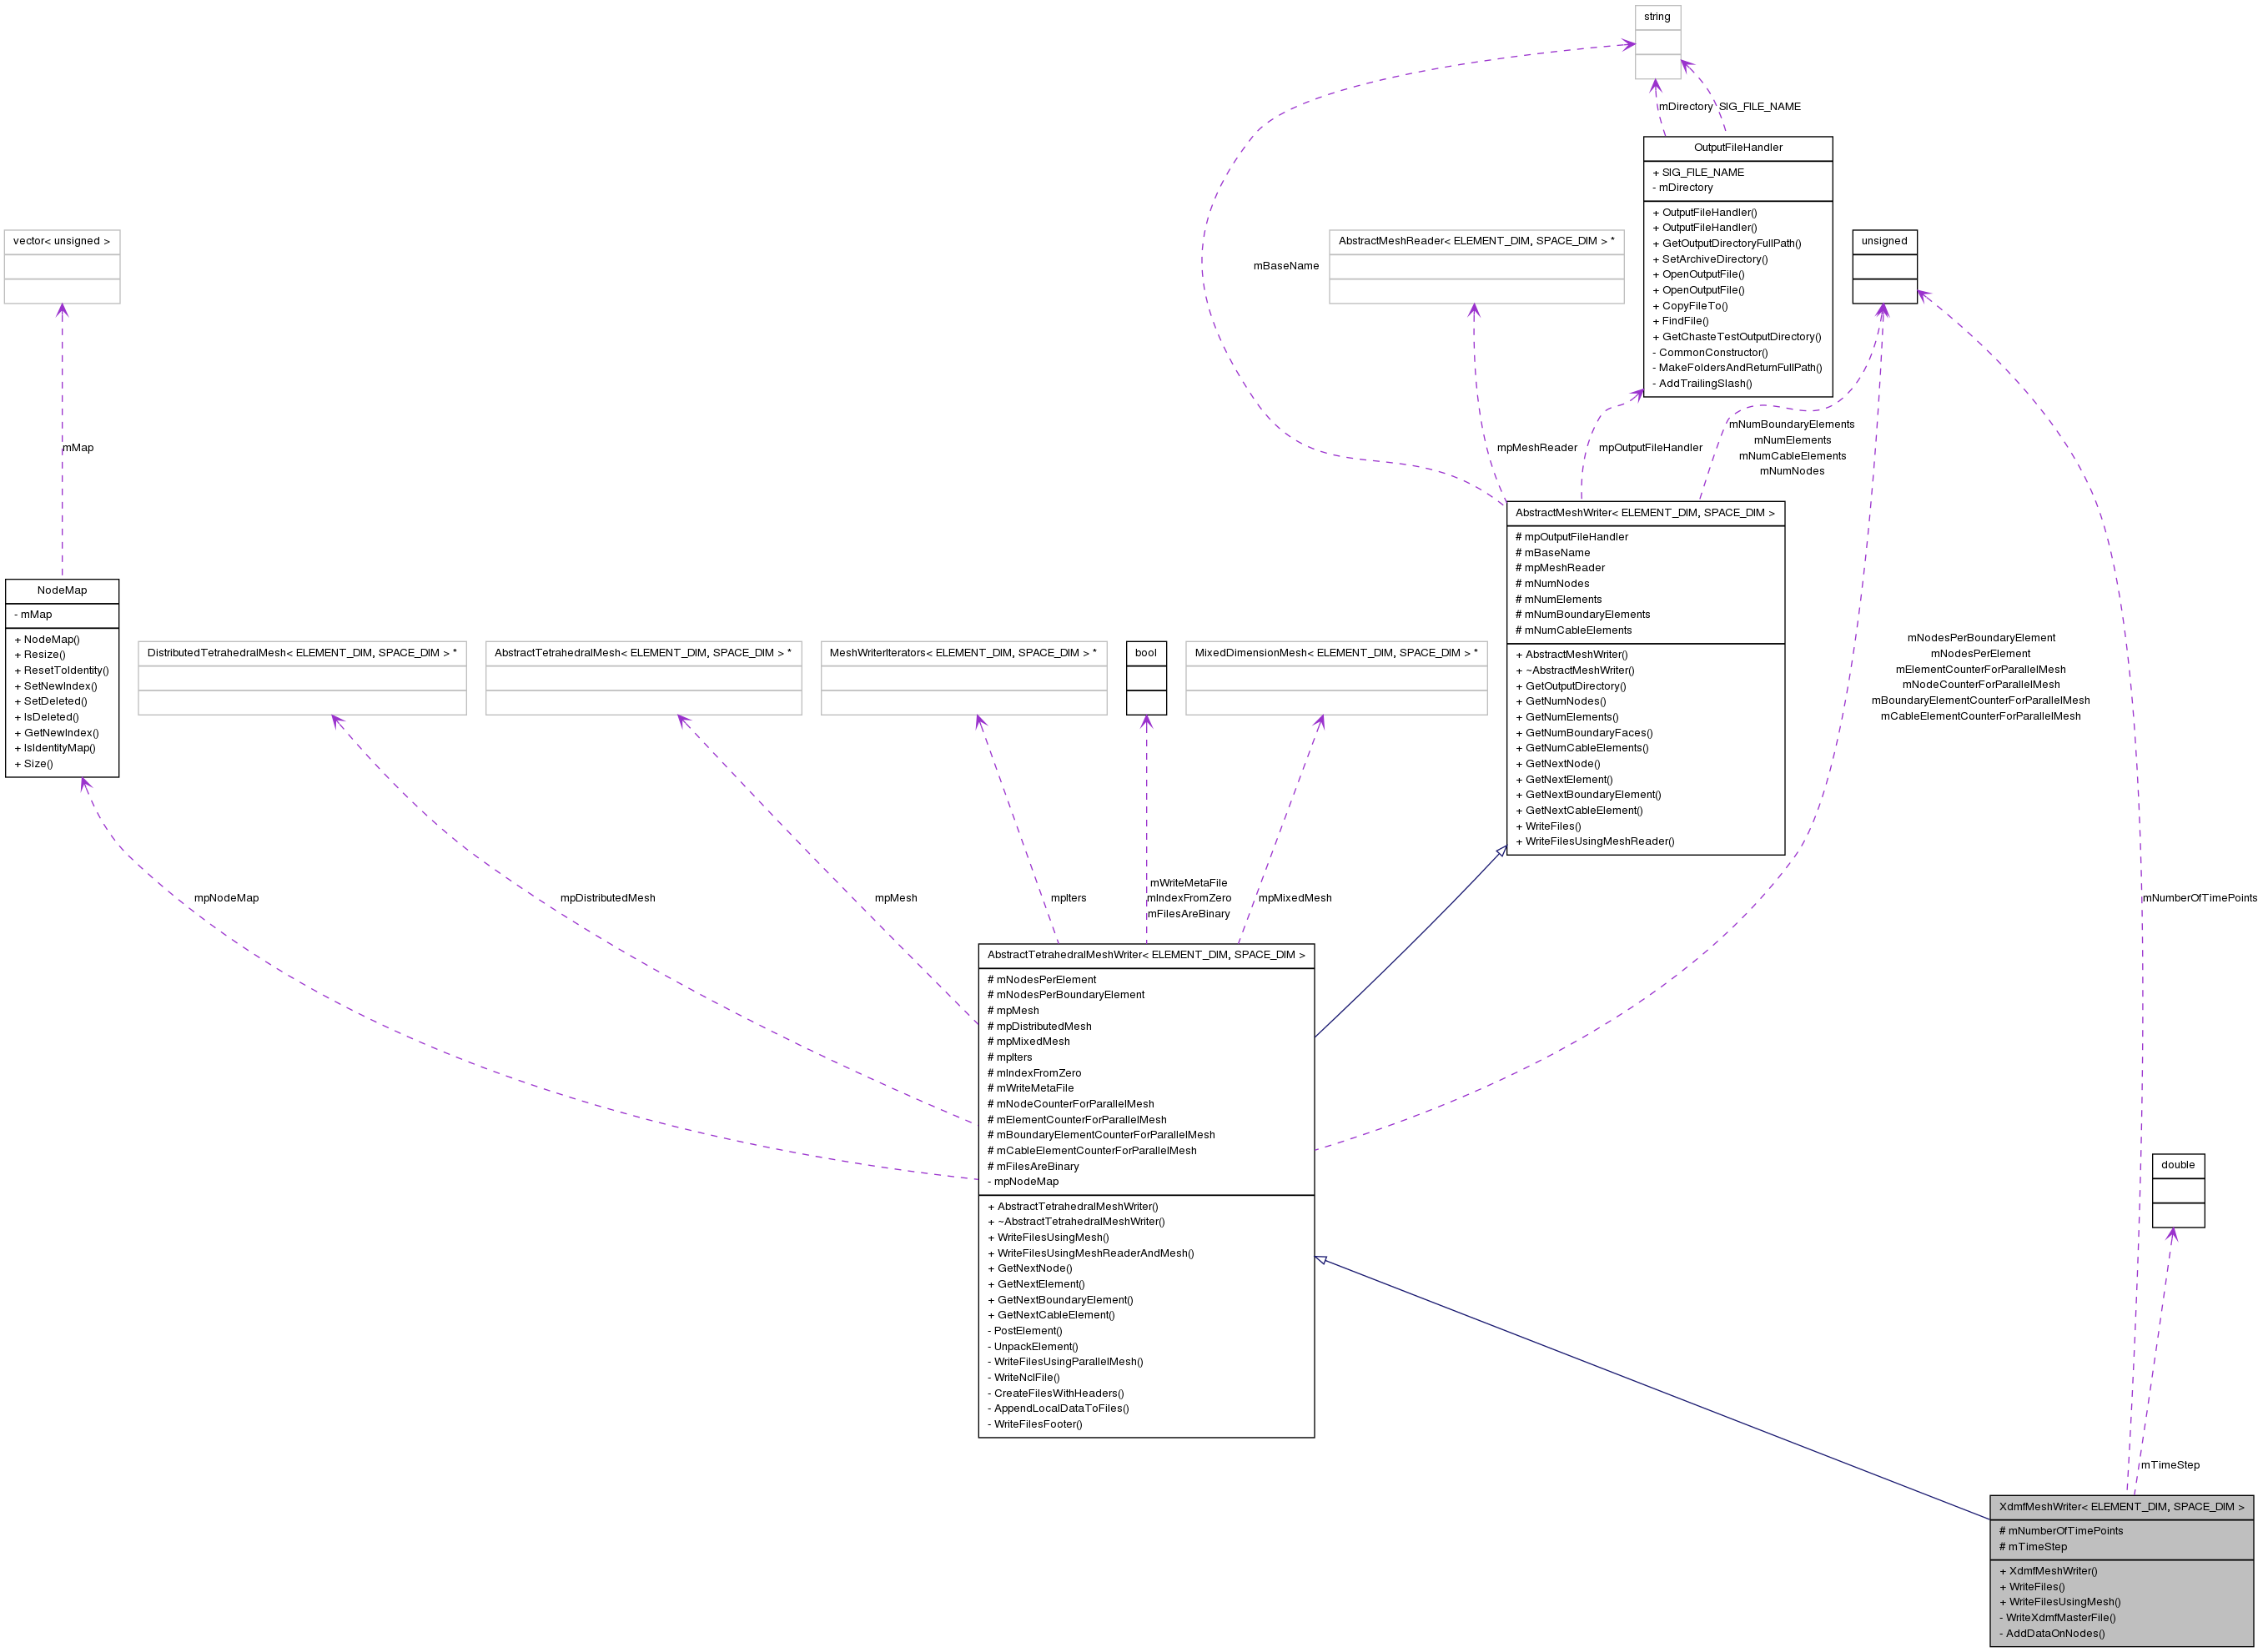 string
mDirectory
SIG_FILE_NAME
OutputFileHandler
+ SIG_FILE_NAME
- mDirectory
+ OutputFileHandler()
+ OutputFileHandler()
+ GetOutputDirectoryFullPath()
+ SetArchiveDirectory()
+ OpenOutputFile()
+ OpenOutputFile()
+ CopyFileTo()
+ FindFile()
+ GetChasteTestOutputDirectory()
- CommonConstructor()
- MakeFoldersAndReturnFullPath()
- AddTrailingSlash()
vector< unsigned >
mBaseName
AbstractMeshReader< ELEMENT_DIM, SPACE_DIM > *
unsigned
mMap
mpMeshReader
mpOutputFileHandler
mNumBoundaryElements
mNumElements
mNumCableElements
mNumNodes
AbstractMeshWriter< ELEMENT_DIM, SPACE_DIM >
# mpOutputFileHandler
# mBaseName
# mpMeshReader
# mNumNodes
# mNumElements
# mNumBoundaryElements
# mNumCableElements
+ AbstractMeshWriter()
+ ~AbstractMeshWriter()
+ GetOutputDirectory()
+ GetNumNodes()
+ GetNumElements()
+ GetNumBoundaryFaces()
+ GetNumCableElements()
+ GetNextNode()
+ GetNextElement()
+ GetNextBoundaryElement()
+ GetNextCableElement()
+ WriteFiles()
+ WriteFilesUsingMeshReader()
NodeMap
- mMap
+ NodeMap()
+ Resize()
+ ResetToIdentity()
+ SetNewIndex()
+ SetDeleted()
+ IsDeleted()
+ GetNewIndex()
+ IsIdentityMap()
+ Size()
DistributedTetrahedralMesh< ELEMENT_DIM, SPACE_DIM > *
AbstractTetrahedralMesh< ELEMENT_DIM, SPACE_DIM > *
MeshWriterIterators< ELEMENT_DIM, SPACE_DIM > *
bool
MixedDimensionMesh< ELEMENT_DIM, SPACE_DIM > *
mNodesPerBoundaryElement
mNodesPerElement
mElementCounterForParallelMesh
mNodeCounterForParallelMesh
mBoundaryElementCounterForParallelMesh
mCableElementCounterForParallelMesh
mpNodeMap
mpDistributedMesh
mpMesh
mpIters
mWriteMetaFile
mIndexFromZero
mFilesAreBinary
mpMixedMesh
mNumberOfTimePoints
AbstractTetrahedralMeshWriter< ELEMENT_DIM, SPACE_DIM >
# mNodesPerElement
# mNodesPerBoundaryElement
# mpMesh
# mpDistributedMesh
# mpMixedMesh
# mpIters
# mIndexFromZero
# mWriteMetaFile
# mNodeCounterForParallelMesh
# mElementCounterForParallelMesh
# mBoundaryElementCounterForParallelMesh
# mCableElementCounterForParallelMesh
# mFilesAreBinary
- mpNodeMap
+ AbstractTetrahedralMeshWriter()
+ ~AbstractTetrahedralMeshWriter()
+ WriteFilesUsingMesh()
+ WriteFilesUsingMeshReaderAndMesh()
+ GetNextNode()
+ GetNextElement()
+ GetNextBoundaryElement()
+ GetNextCableElement()
- PostElement()
- UnpackElement()
- WriteFilesUsingParallelMesh()
- WriteNclFile()
- CreateFilesWithHeaders()
- AppendLocalDataToFiles()
- WriteFilesFooter()
double
mTimeStep
XdmfMeshWriter< ELEMENT_DIM, SPACE_DIM >
# mNumberOfTimePoints
# mTimeStep
+ XdmfMeshWriter()
+ WriteFiles()
+ WriteFilesUsingMesh()
- WriteXdmfMasterFile()
- AddDataOnNodes()